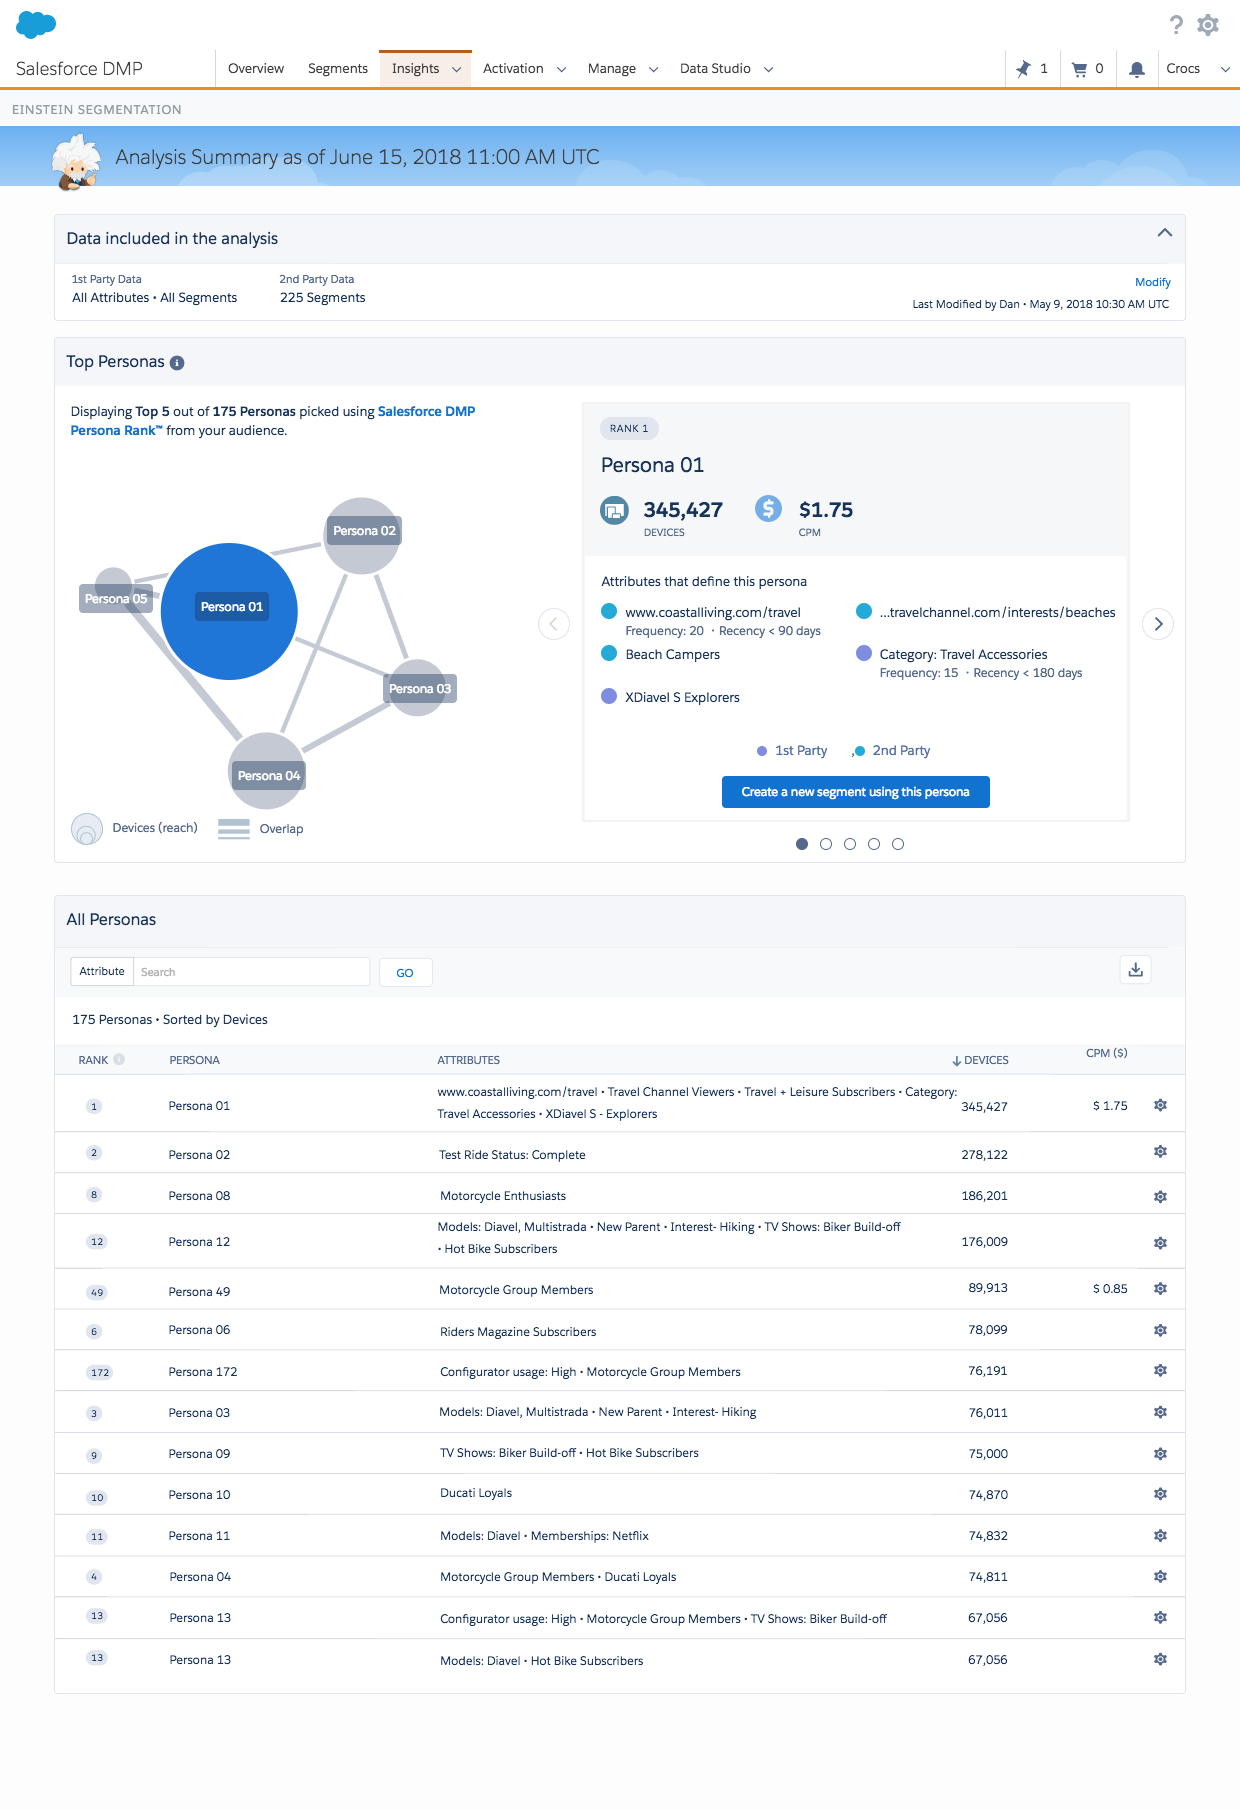 Salesforce DMP
Overview Segments Insights Activation Manage Data Studio 1 0 Crocs
EINSTEIN SEGMENTATION
Analysis Summary as of June 15, 2018 11:00 AM UTC
Data included in the analysis
1st Party Data 2nd Party Data
Modify
All Attributes • All Segments 225 Segments
Last Modified by Dan • May 9, 2018 10:30 AM UTC
Top Personas
Displaying Top 5 out of 175 Personas picked using Salesforce DMP
Persona Rank™ from your audience.
Persona 02
Persona 05
Persona 01
Persona 03
Persona 04
Devices (reach) Overlap
RANK 1
Persona 01
345,427 $ $1.75
DEVICES CPM
Attributes that define this persona
www.coastalliving.com/travel ...travelchannel.com/interests/beaches
Frequency: 20 · Recency < 90 days
Beach Campers Category: Travel Accessories
Frequency: 15 · Recency < 180 days
XDiavel S Explorers
1st Party , 2nd Party
Create a new segment using this persona
All Personas
Attribute Search GO
175 Personas • Sorted by Devices
RANK PERSONA ATTRIBUTES DEVICES CPM ($)
www.coastalliving.com/travel • Travel Channel Viewers • Travel + Leisure Subscribers • Category:
1 Persona 01 345,427 $ 1.75
Travel Accessories • XDiavel S - Explorers
2 Persona 02 Test Ride Status: Complete 278,122
8 Persona 08 Motorcycle Enthusiasts 186,201
Models: Diavel, Multistrada • New Parent • Interest- Hiking • TV Shows: Biker Build-off
12 Persona 12 176,009
• Hot Bike Subscribers
49 Persona 49 Motorcycle Group Members 89,913 $ 0.85
6 Persona 06 Riders Magazine Subscribers 78,099
172 Persona 172 Configurator usage: High • Motorcycle Group Members 76,191
3 Persona 03 Models: Diavel, Multistrada • New Parent • Interest- Hiking 76,011
9 Persona 09 TV Shows: Biker Build-off • Hot Bike Subscribers 75,000
10 Persona 10 Ducati Loyals 74,870
11 Persona 11 Models: Diavel • Memberships: Netflix 74,832
4 Persona 04 Motorcycle Group Members • Ducati Loyals 74,811
13 Persona 13 Configurator usage: High • Motorcycle Group Members • TV Shows: Biker Build-off 67,056
13 Persona 13 Models: Diavel • Hot Bike Subscribers 67,056